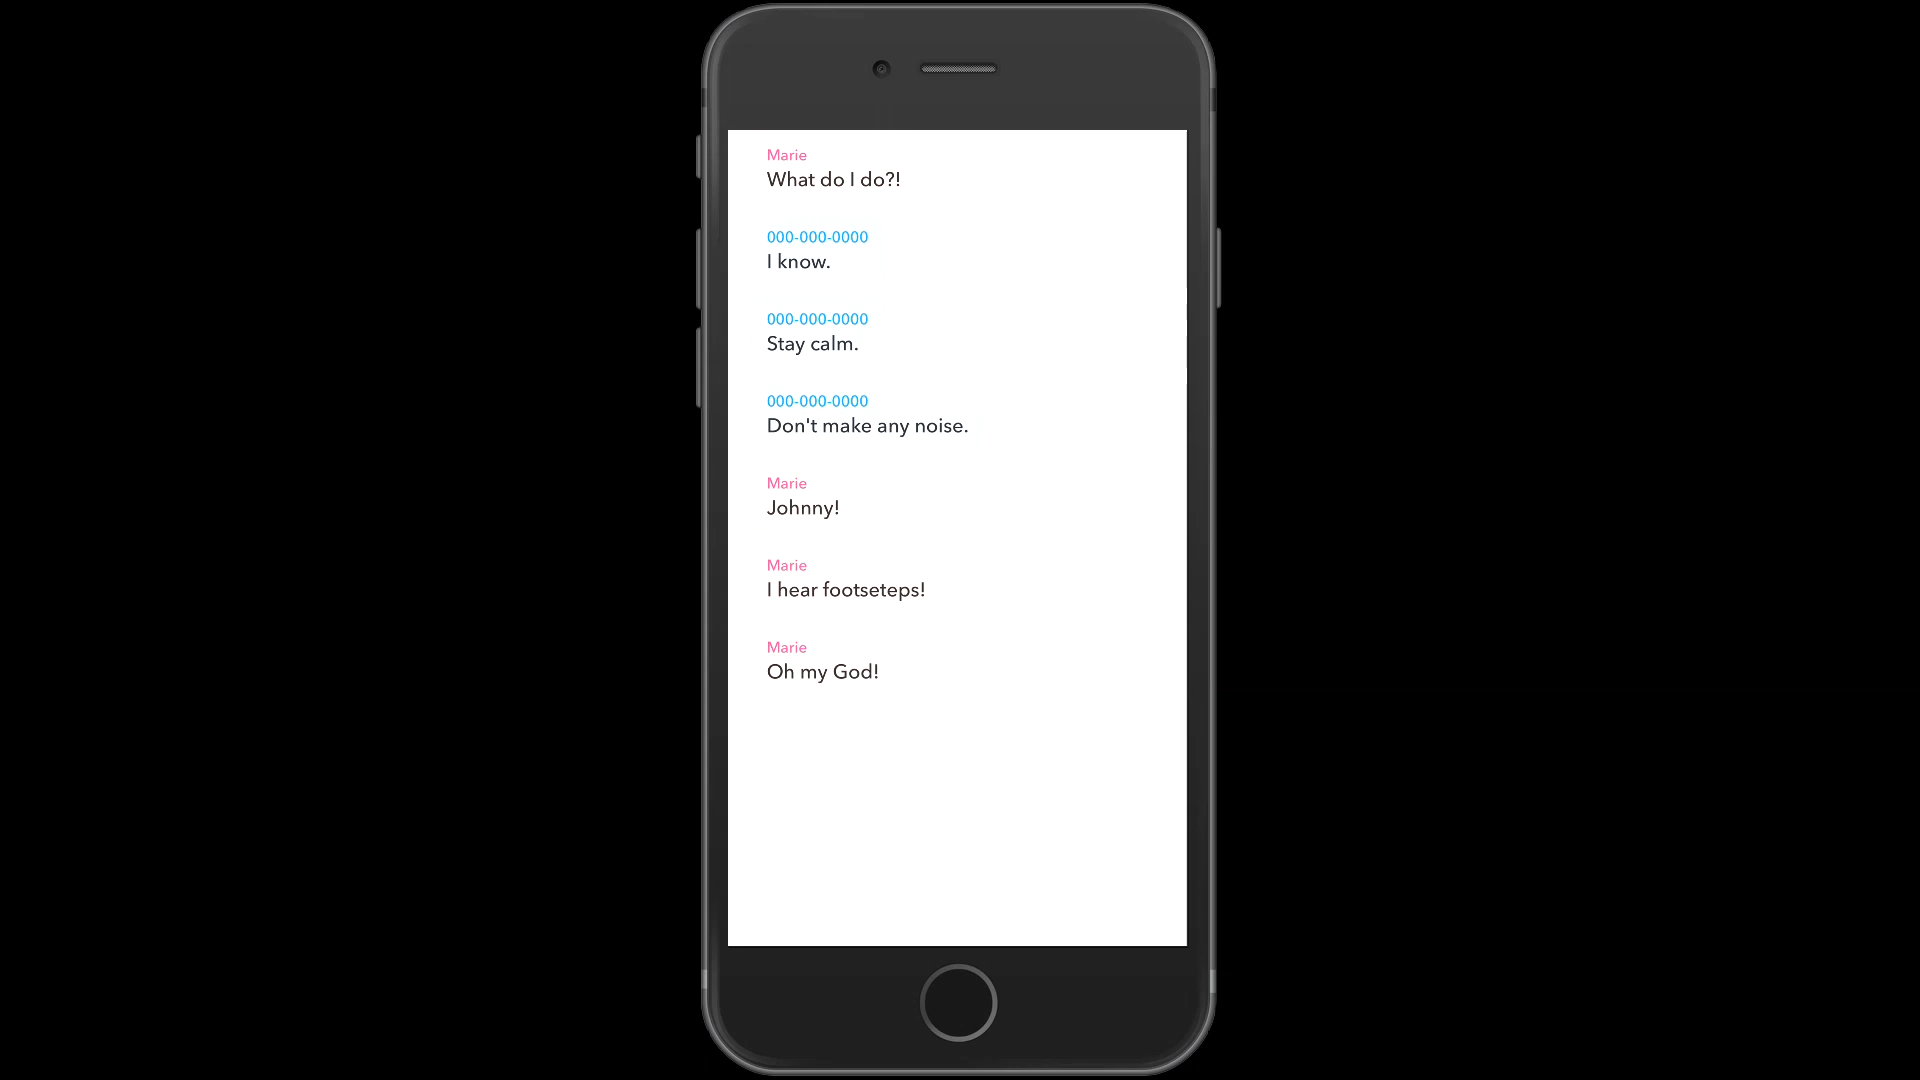 Marie
What do I do?!
000-000-0000
I know.
000-000-0000
Stay calm.
000-000-0000
Don't make any noise.
Marie
Johnny!
Marie
I hear footseteps!
Marie
Oh my God!